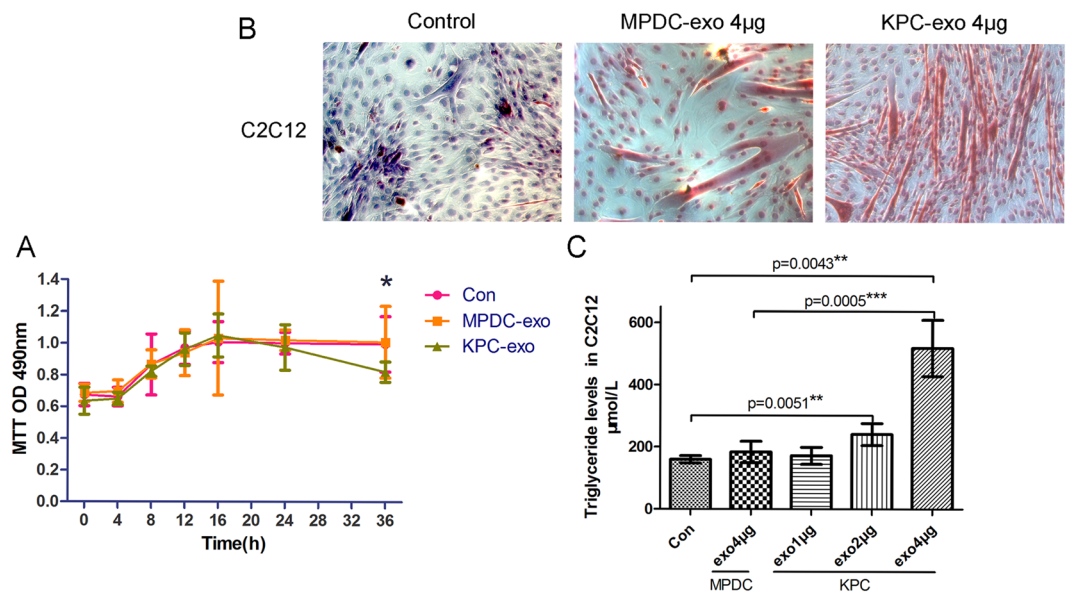 B
Control
MPDC-exo 4µg
KPC-exo 4µg
C2C12
A
1.4
1.2
1.0
0.8
0.6
0.4
0.2
0.0
MTT OD 490nm
0 4 8 12 16 20 24 28 32 36
Time(h)
*
Con
MPDC-exo
KPC-exo
C
p=0.0043**
p=0.0005***
p=0.0051**
Triglyceride levels in C2C12
µmol/L
600
400
200
0
Con
exo4µg
exo1µg
exo2µg
exo4µg
MPDC
KPC